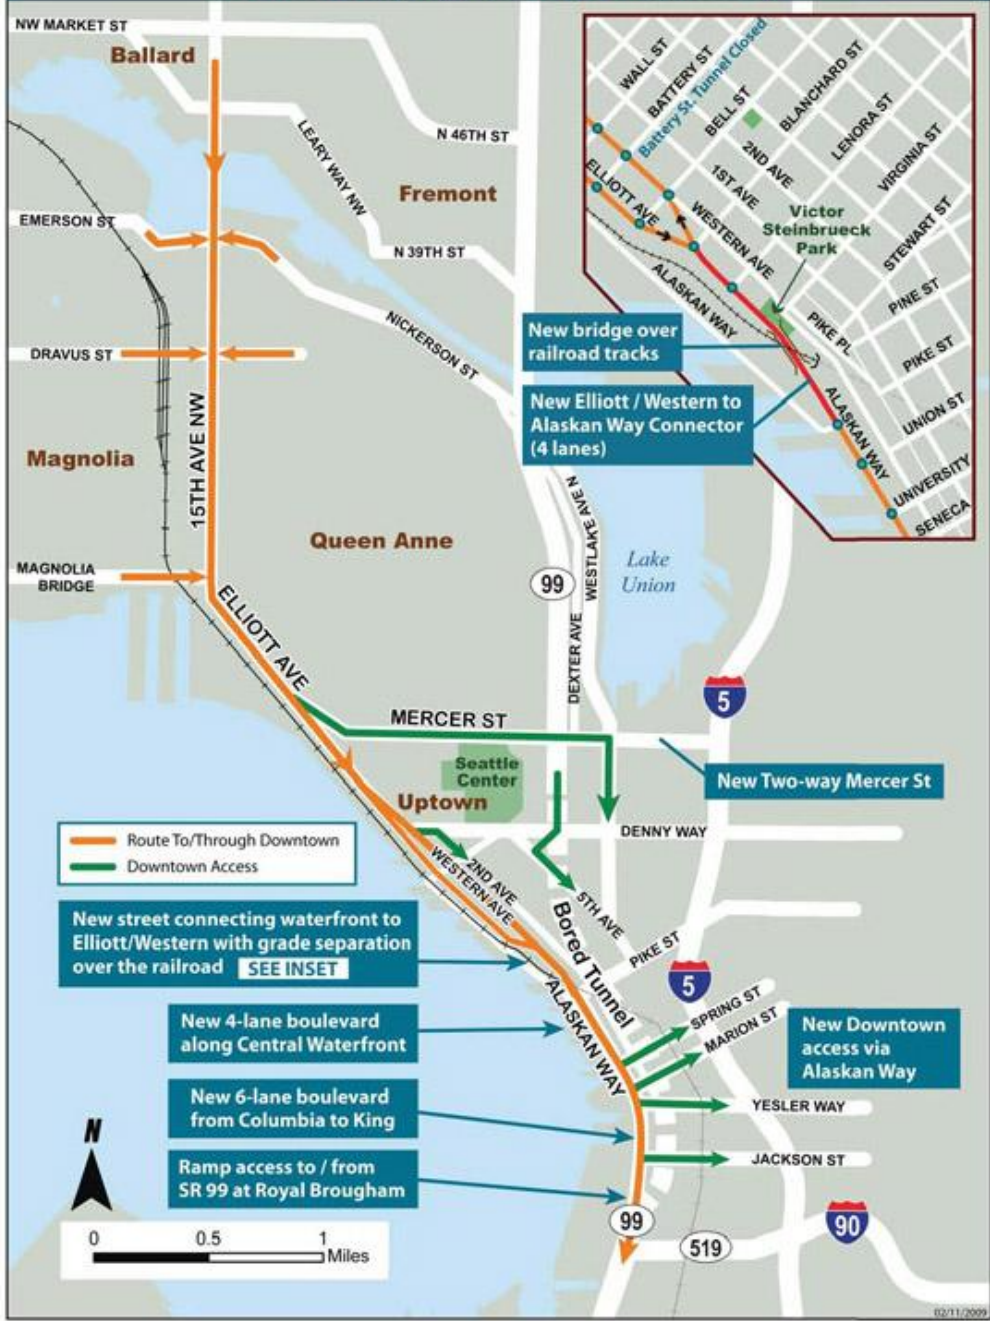 NW MARKET ST
Ballard
LEARY WAY NW
N 46TH ST
Fremont
EMERSON ST
N 39TH ST
NICKERSON ST
DRAVUS ST
15TH AVE NW
Magnolia
Queen Anne
MAGNOLIA
BRIDGE
ELLIOTT AVE
99
WESTLAKE AVE N
DEXTER AVE
Lake
Union
5
MERCER ST
Seattle
Center
Uptown
New Two-way Mercer St
DENNY WAY
2ND AVE
WESTERN AVE
5TH AVE
Bored Tunnel
PIKE ST
5
SPRING ST
MARION ST
ALASKAN WAY
YESLER WAY
JACKSON ST
99
519
90
WALL ST
BATTERY ST
Battery St. Tunnel Closed
BELL ST
BLANCHARD ST
LENORA ST
VIRGINIA ST
2ND AVE
1ST AVE
ELLIOTT AVE
WESTERN AVE
Victor
Steinbrueck
Park
STEWART ST
ALASKAN WAY
PINE ST
PIKE PL
PIKE ST
ALASKAN WAY
UNION ST
UNIVERSITY
SENECA
New bridge over
railroad tracks
New Elliott / Western to
Alaskan Way Connector
(4 lanes)
Route To/Through Downtown
Downtown Access
New street connecting waterfront to
Elliott/Western with grade separation
over the railroad SEE INSET
New 4-lane boulevard
along Central Waterfront
New 6-lane boulevard
from Columbia to King
Ramp access to / from
SR 99 at Royal Brougham
New Downtown
access via
Alaskan Way
N
0 0.5 1
Miles
02/11/2009